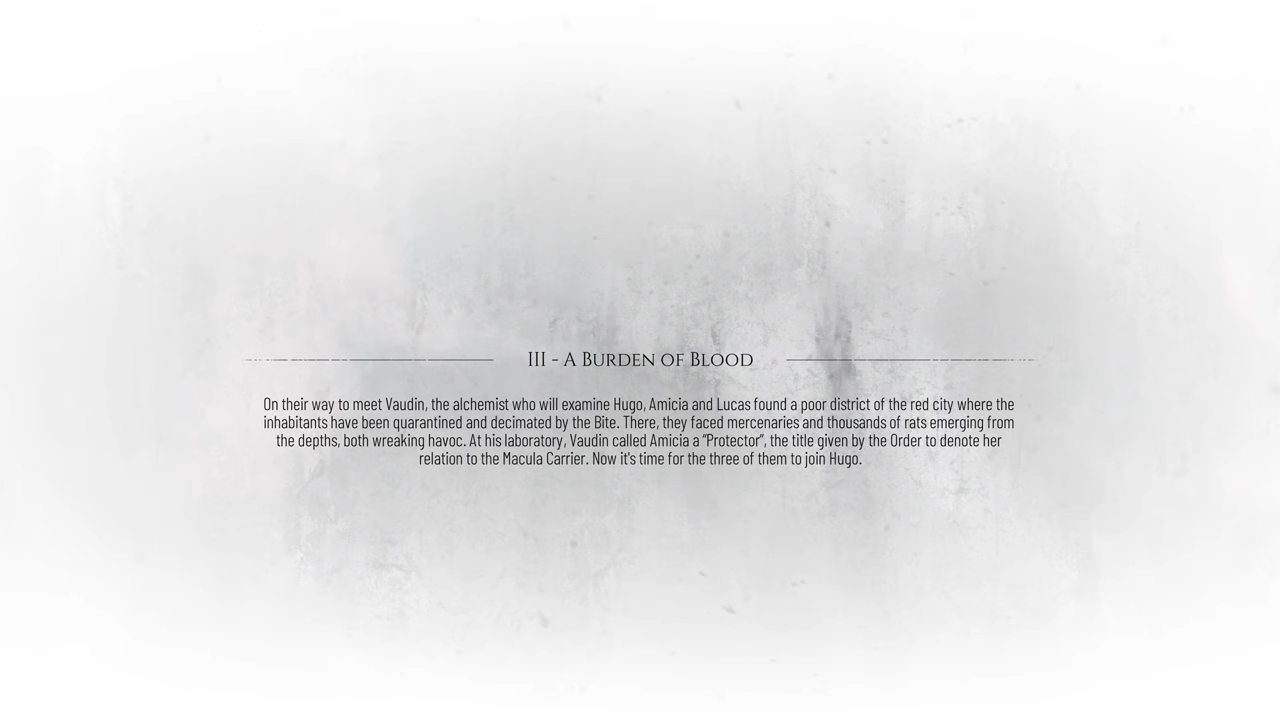 III - A Burden of Blood
On their way to meet Vaudin, the alchemist who will examine Hugo, Amicia and Lucas found a poor district of the red city where the
inhabitants have been quarantined and decimated by the Bite. There, they faced mercenaries and thousands of rats emerging from
the depths, both wreaking havoc. At his laboratory, Vaudin called Amicia a "Protector", the title given by the Order to denote her
relation to the Macula Carrier. Now it's time for the three of them to join Hugo.